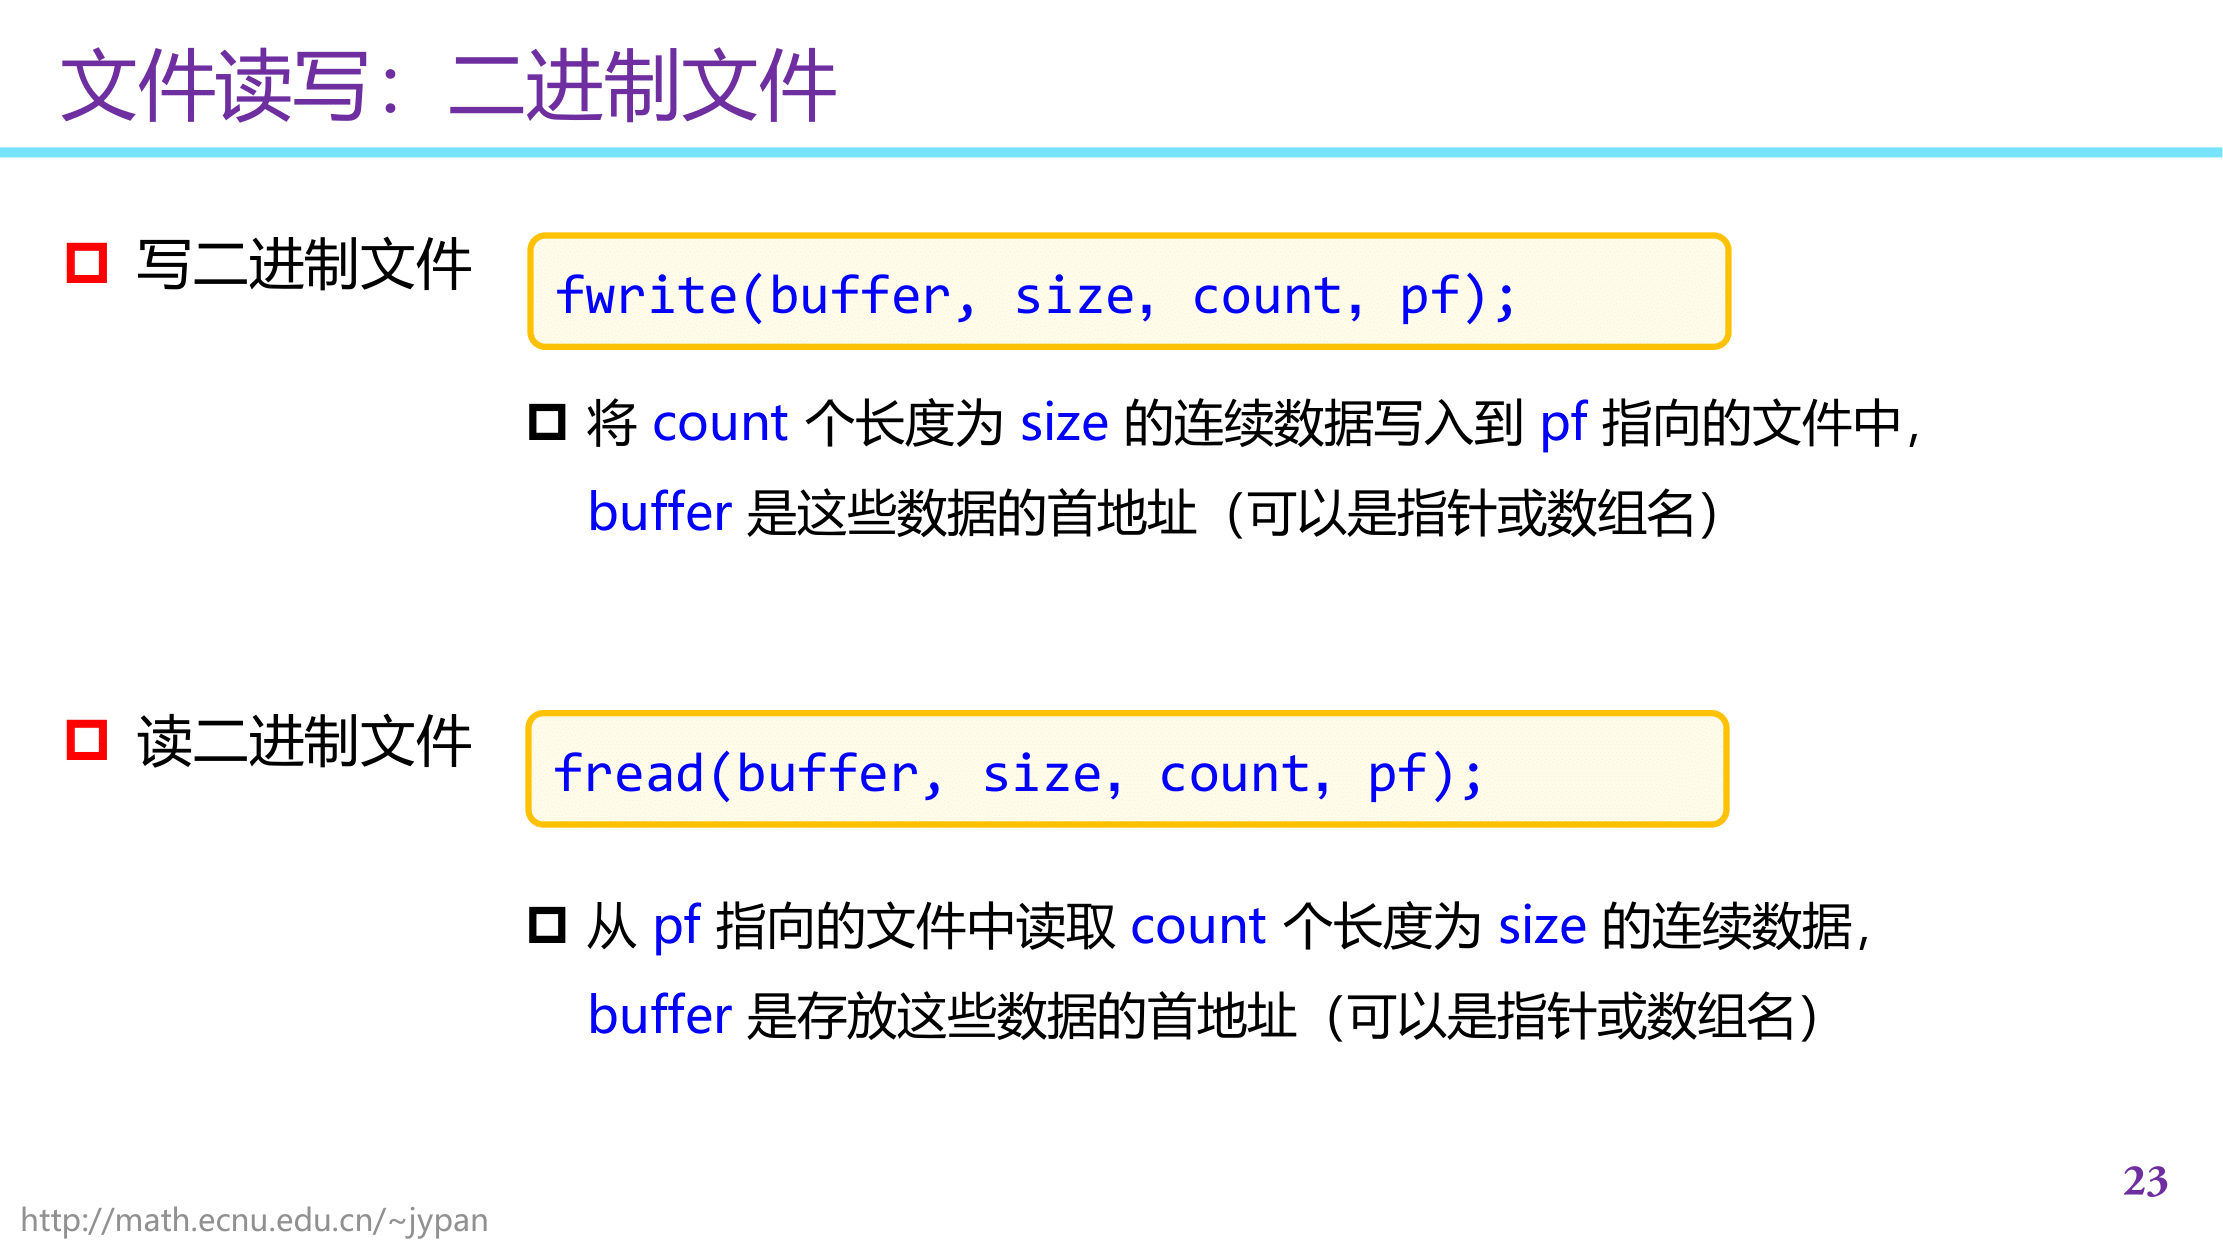 文件读写：二进制文件
写二进制文件
fwrite(buffer, size, count, pf);
将 count 个长度为 size 的连续数据写入到 pf 指向的文件中，
buffer 是这些数据的首地址（可以是指针或数组名）
读二进制文件
fread(buffer, size, count, pf);
从 pf 指向的文件中读取 count 个长度为 size 的连续数据，
buffer 是存放这些数据的首地址（可以是指针或数组名）
23
http://math.ecnu.edu.cn/~jypan